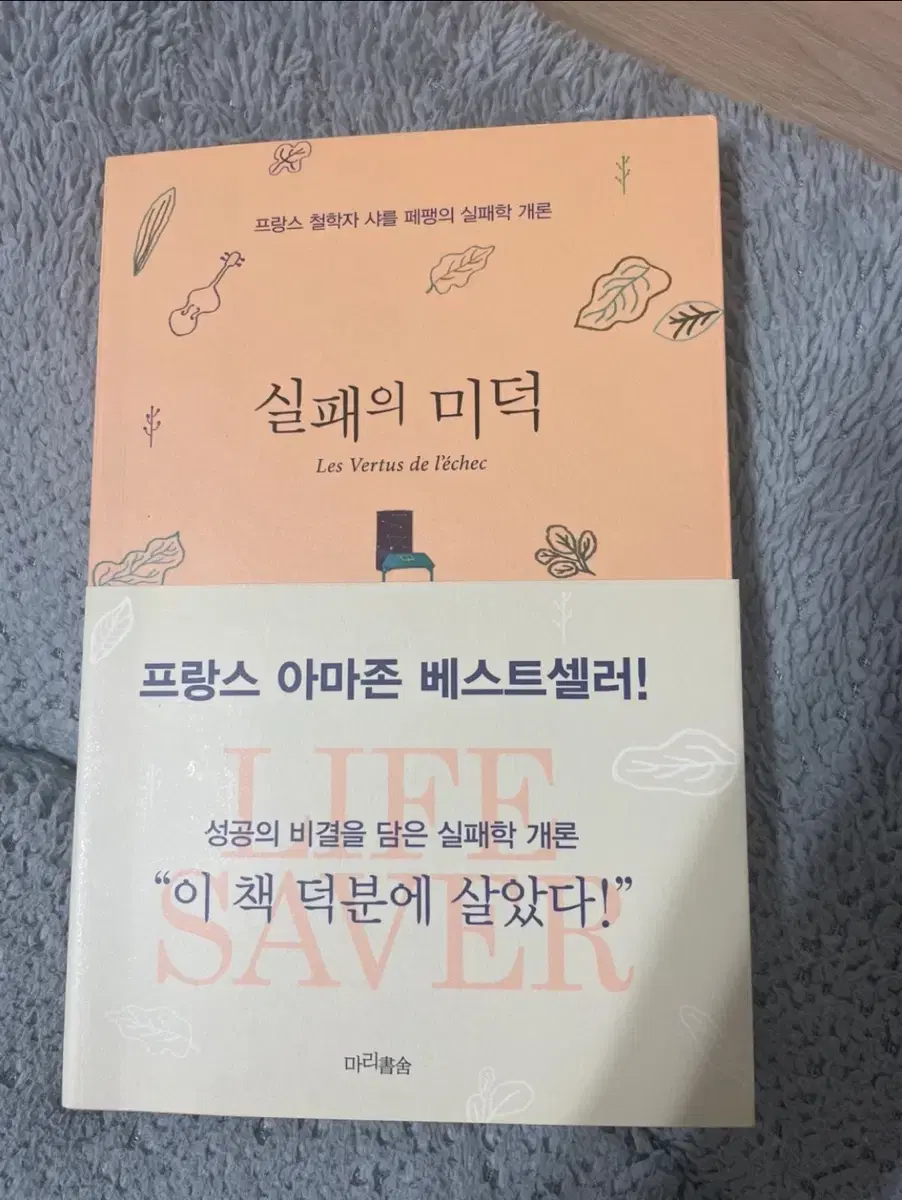 프랑스 철학자 샤를 페팽의 실패학 개론
실패의 미덕
Les Vertus de l'échec
프랑스 아마존 베스트셀러!
LIFE
성공의 비결을 담은 실패학 개론
“이 책 덕분에 살았다!”
SAVER
마리書舍